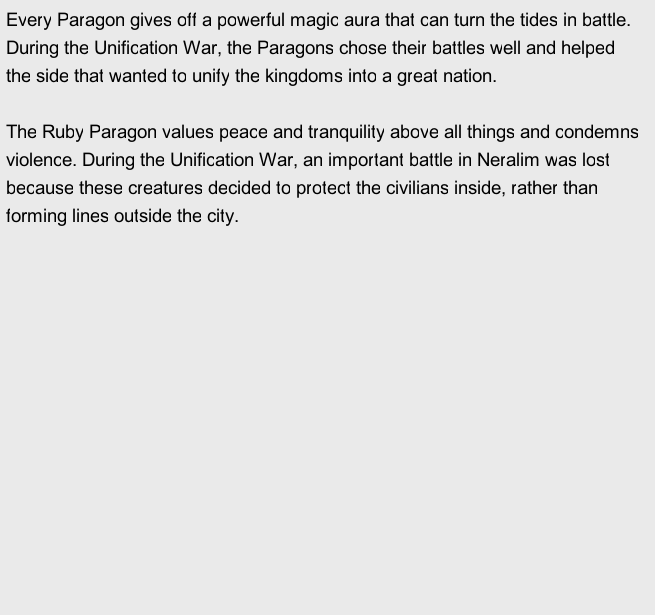 Every Paragon gives off a powerful magic aura that can turn the tides in battle.
During the Unification War, the Paragons chose their battles well and helped
the side that wanted to unify the kingdoms into a great nation.
The Ruby Paragon values peace and tranquility above all things and condemns
violence. During the Unification War, an important battle in Neralim was lost
because these creatures decided to protect the civilians inside, rather than
forming lines outside the city.